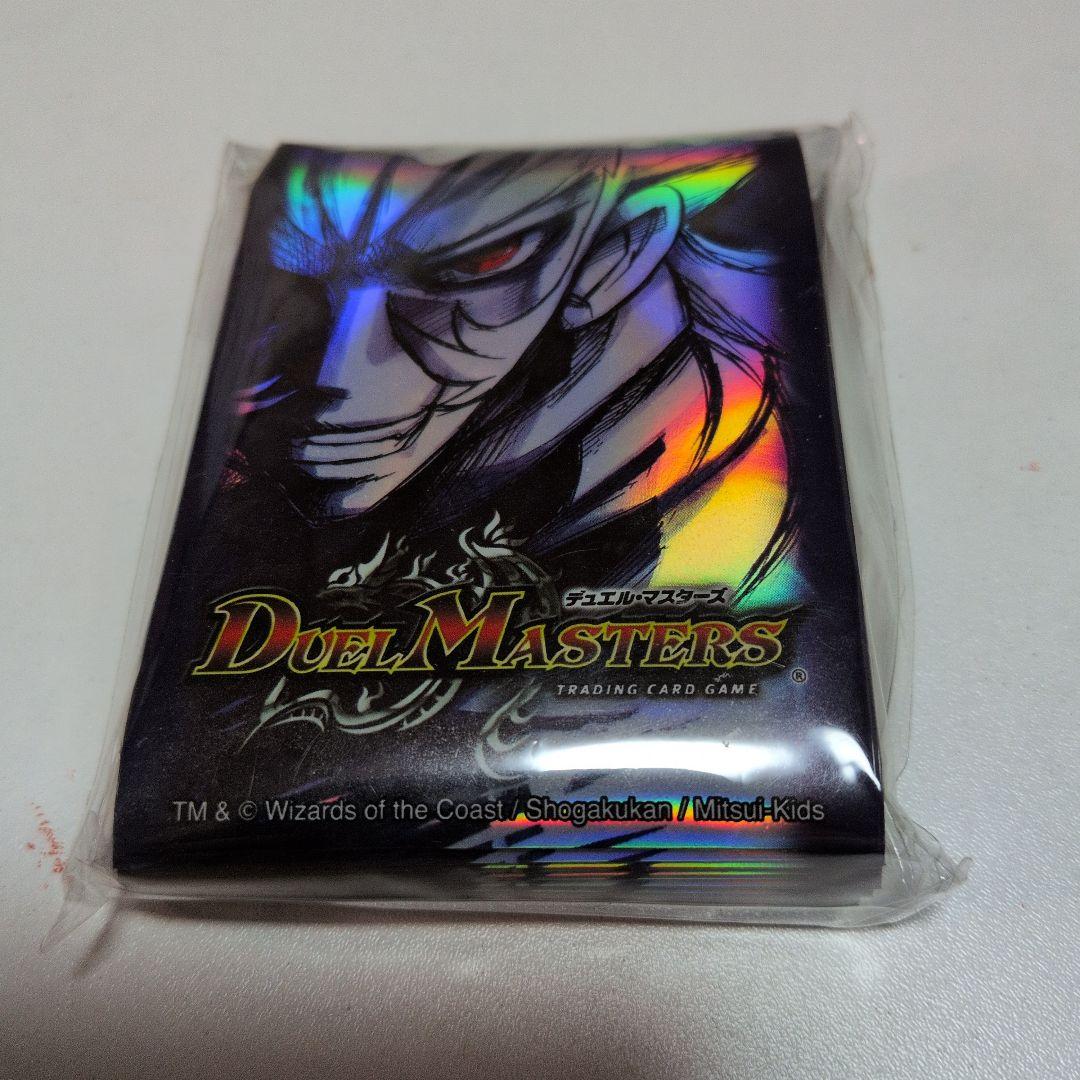 デュエル・マスターズ
DUEL MASTERS
®
TRADING CARD GAME
TM & © Wizards of the Coast / Shogakukan / Mitsui-Kids